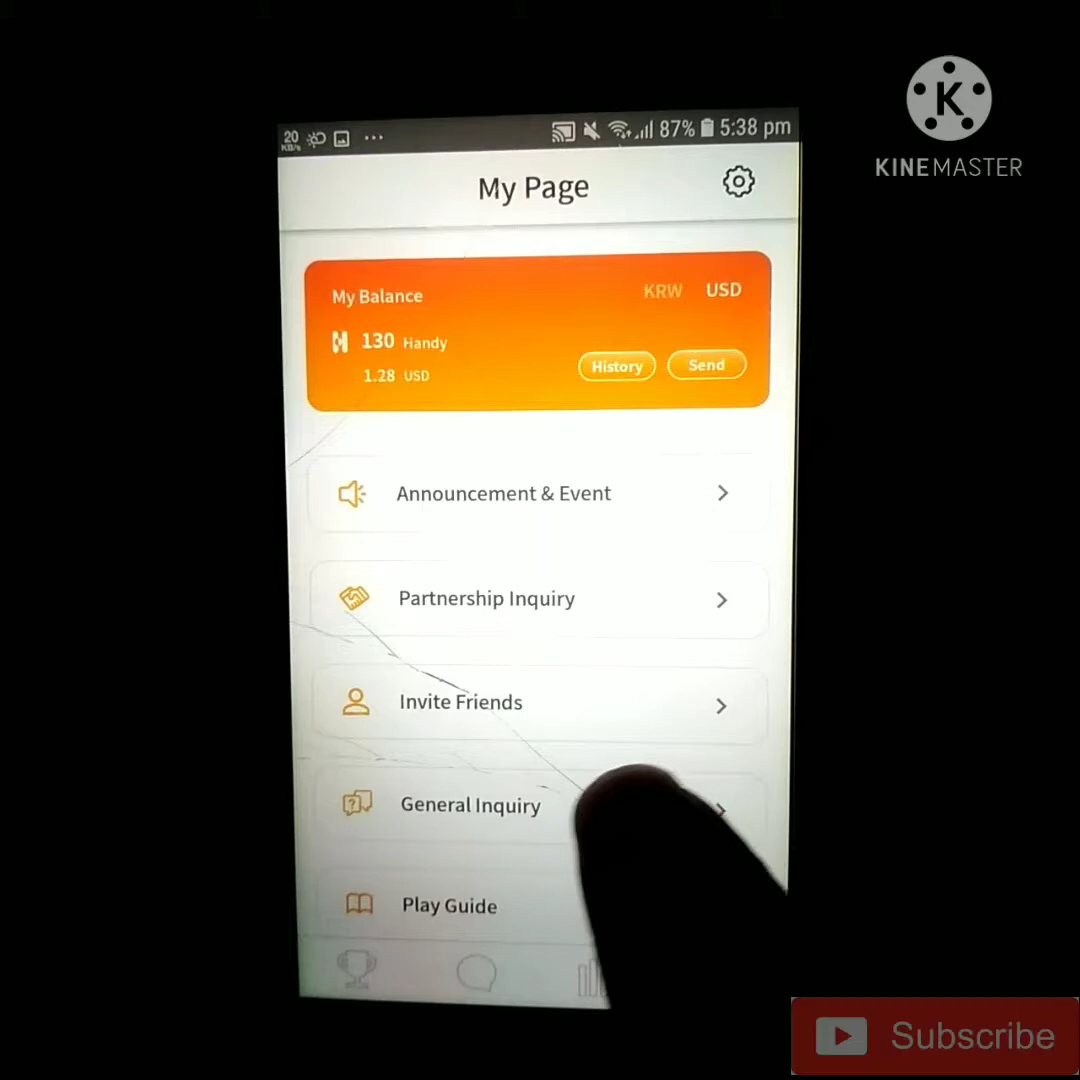 K
KINEMASTER
20
KB/s
87%
5:38 pm
My Page
My Balance
KRW USD
130 Handy
1.28 USD
History
Send
Announcement & Event
Partnership Inquiry
Invite Friends
General Inquiry
Play Guide
Subscribe